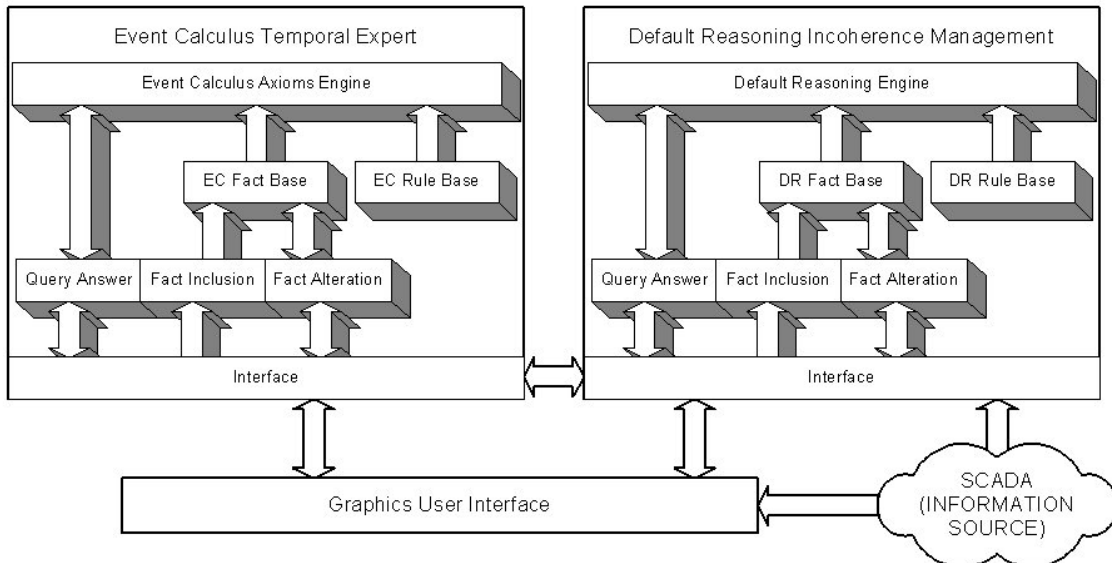 Event Calculus Temporal Expert
Event Calculus Axioms Engine
EC Fact Base
EC Rule Base
Query Answer
Fact Inclusion
Fact Alteration
Interface
Default Reasoning Incoherence Management
Default Reasoning Engine
DR Fact Base
DR Rule Base
Query Answer
Fact Inclusion
Fact Alteration
Interface
Graphics User Interface
SCADA
(INFORMATION
SOURCE)